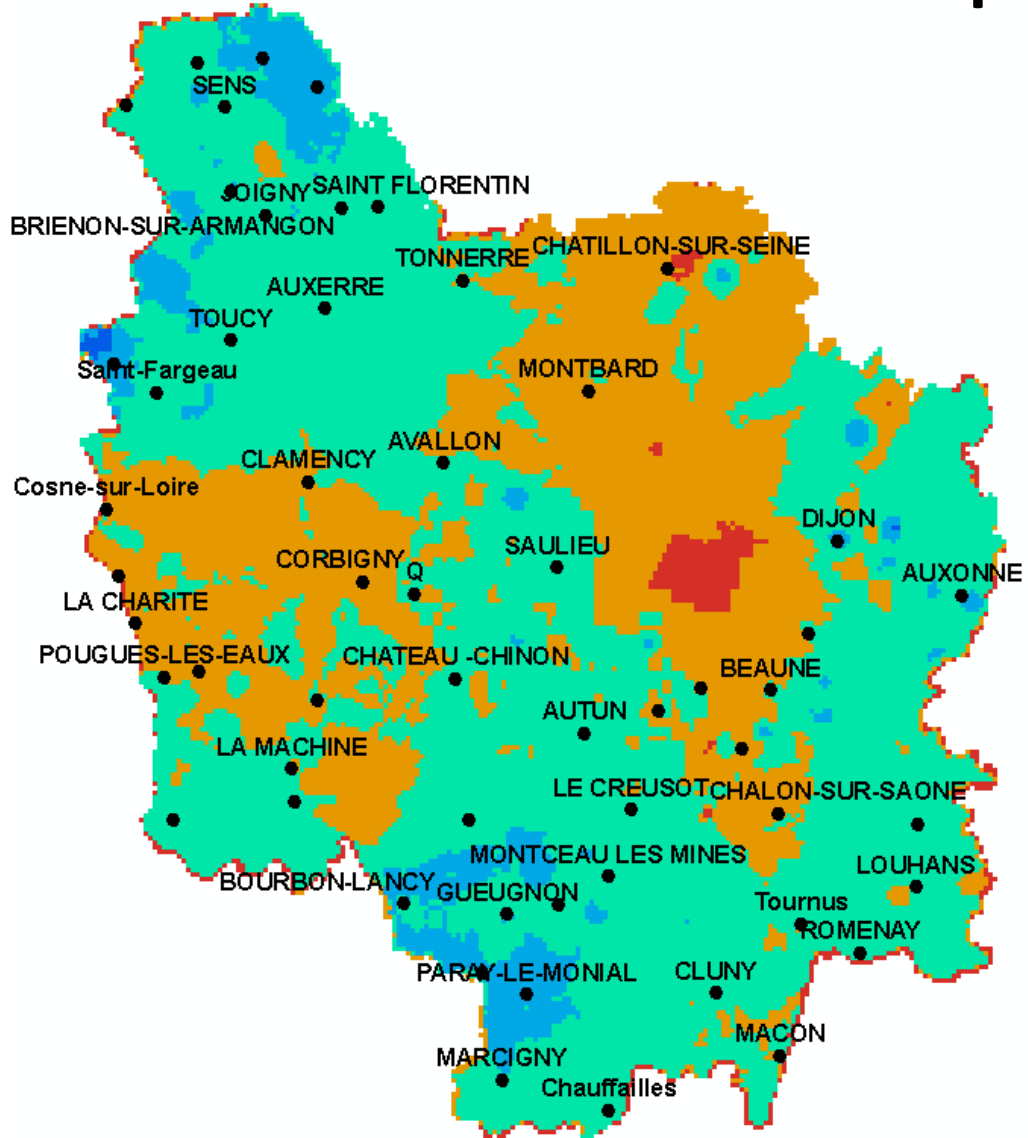 SENS
JOIGNY
SAINT FLORENTIN
BRIENON-SUR-ARMANGON
TONNERRE
CHATILLON-SUR-SEINE
AUXERRE
TOUCY
Saint-Fargeau
MONTBARD
AVALLON
CLAMENCY
Cosne-sur-Loire
DIJON
SAULIEU
CORBIGNY
Q
AUXONNE
LA CHARITE
POUGUES-LES-EAUX
CHATEAU -CHINON
BEAUNE
AUTUN
LA MACHINE
LE CREUSOT
CHALON-SUR-SAONE
MONTCEAU LES MINES
LOUHANS
BOURBON-LANCY
GUEUGNON
Tournus
ROMENAY
PARAY-LE-MONIAL
CLUNY
MACON
MARCIGNY
Chauffailles